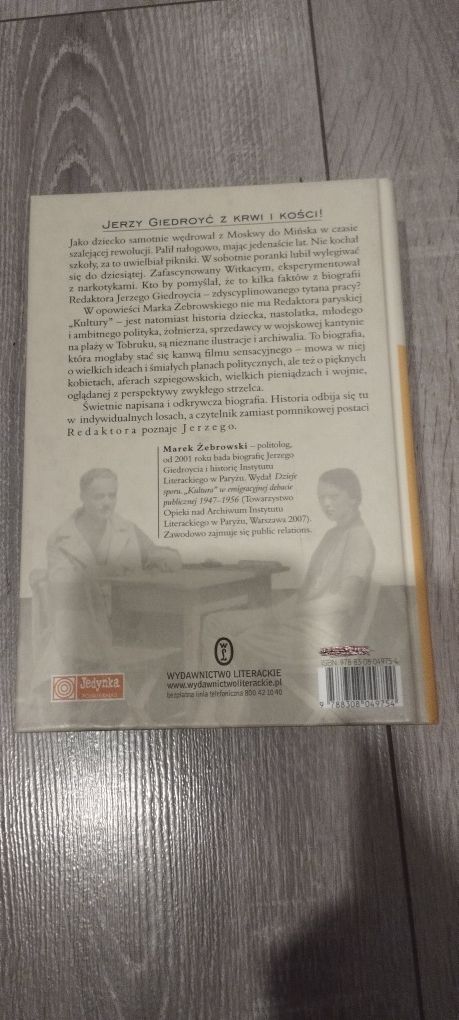 JERZY GIEDROYĆ Z KRWI I KOŚCI!
Jako dziecko samotnie wędrował z Moskwy do Mińska w czasie
szalejącej rewolucji. Palił nałogowo, mając jedenaście lat. Nie kochał
szkoły, za to uwielbiał pikniki. W sobotnie poranki lubił wylegiwać
się do dziesiątej. Zafascynowany Witkacym, eksperymentował
z narkotykami. Kto by pomyślał, że to kilka faktów z biografii
Redaktora Jerzego Giedroycia – zdyscyplinowanego tytana pracy?
W opowieści Marka Żebrowskiego nie ma Redaktora paryskiej
„Kultury” – jest natomiast historia dziecka, nastolatka, młodego
i ambitnego polityka, żołnierza, sprzedawcy w wojskowej kantynie
na plaży w Tobruku, są nieznane ilustracje i archiwalia. To biografia,
która mogłaby stać się kanwą filmu sensacyjnego – mowa w niej
o wielkich ideach i śmiałych planach politycznych, ale też o pięknych
kobietach, aferach szpiegowskich, wielkich pieniądzach i wojnie,
oglądanej z perspektywy zwykłego strzelca.
Świetnie napisana i odkrywcza biografia. Historia odbija się tu
w indywidualnych losach, a czytelnik zamiast pomnikowej postaci
Redaktora poznaje Jerzego.
Marek Żebrowski – politolog,
od 2001 roku bada biografię Jerzego
Giedroycia i historię Instytutu
Literackiego w Paryżu. Wydał Dzieje
sporu. „Kultura” w emigracyjnej debacie
publicznej 1947–1956 (Towarzystwo
Opieki nad Archiwum Instytutu
Literackiego w Paryżu, Warszawa 2007).
Zawodowo zajmuje się public relations.
Jedynka
WYDAWNICTWO LITERACKIE
www.wydawnictwoliterackie.pl
bezpłatna linia telefoniczna 800 42 10 40
ISBN 978-83-08-04975-4
9 788308 049754